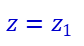 z = z₁